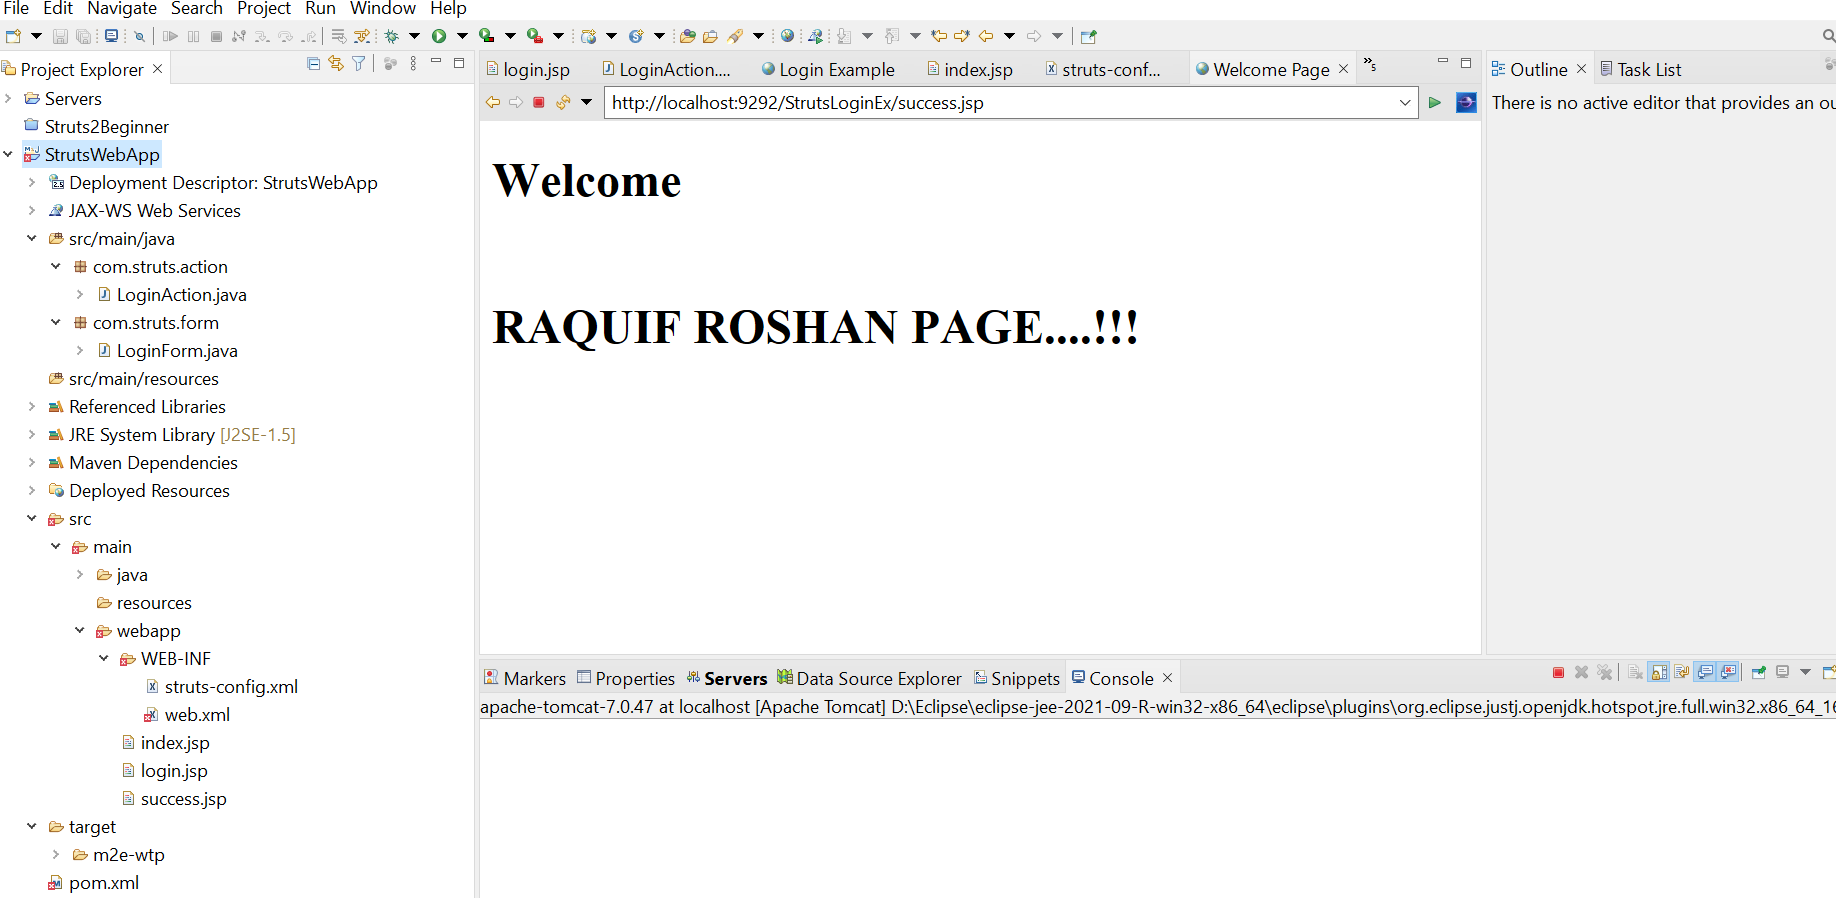 File Edit Navigate Search Project Run Window Help
Project Explorer
Servers
Struts2Beginner
StrutsWebApp
Deployment Descriptor: StrutsWebApp
JAX-WS Web Services
src/main/java
com.struts.action
LoginAction.java
com.struts.form
LoginForm.java
src/main/resources
Referenced Libraries
JRE System Library [J2SE-1.5]
Maven Dependencies
Deployed Resources
src
main
java
resources
webapp
WEB-INF
struts-config.xml
web.xml
index.jsp
login.jsp
success.jsp
target
m2e-wtp
pom.xml
login.jsp LoginAction.... Login Example index.jsp struts-conf... Welcome Page »5
http://localhost:9292/StrutsLoginEx/success.jsp
Welcome
RAQUIF ROSHAN PAGE....!!!
Outline Task List
There is no active editor that provides an ou
Markers Properties Servers Data Source Explorer Snippets Console
apache-tomcat-7.0.47 at localhost [Apache Tomcat] D:\Eclipse\eclipse-jee-2021-09-R-win32-x86_64\eclipse\plugins\org.eclipse.justj.openjdk.hotspot.jre.full.win32.x86_64_16